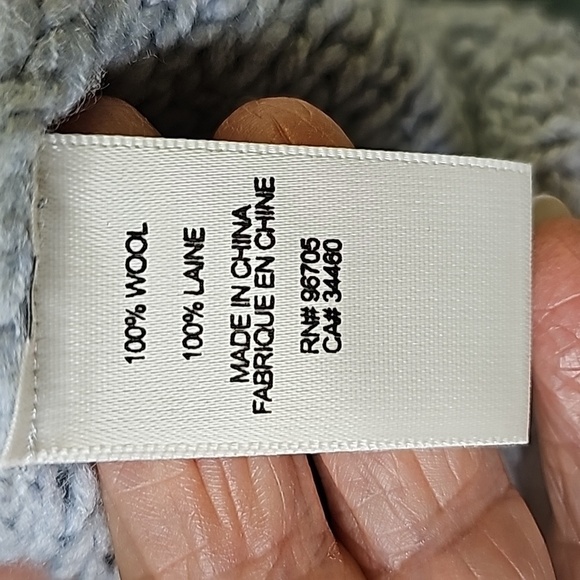 100% WOOL
100% LAINE
MADE IN CHINA
FABRIQUE EN CHINE
RN# 96705
CA# 34460